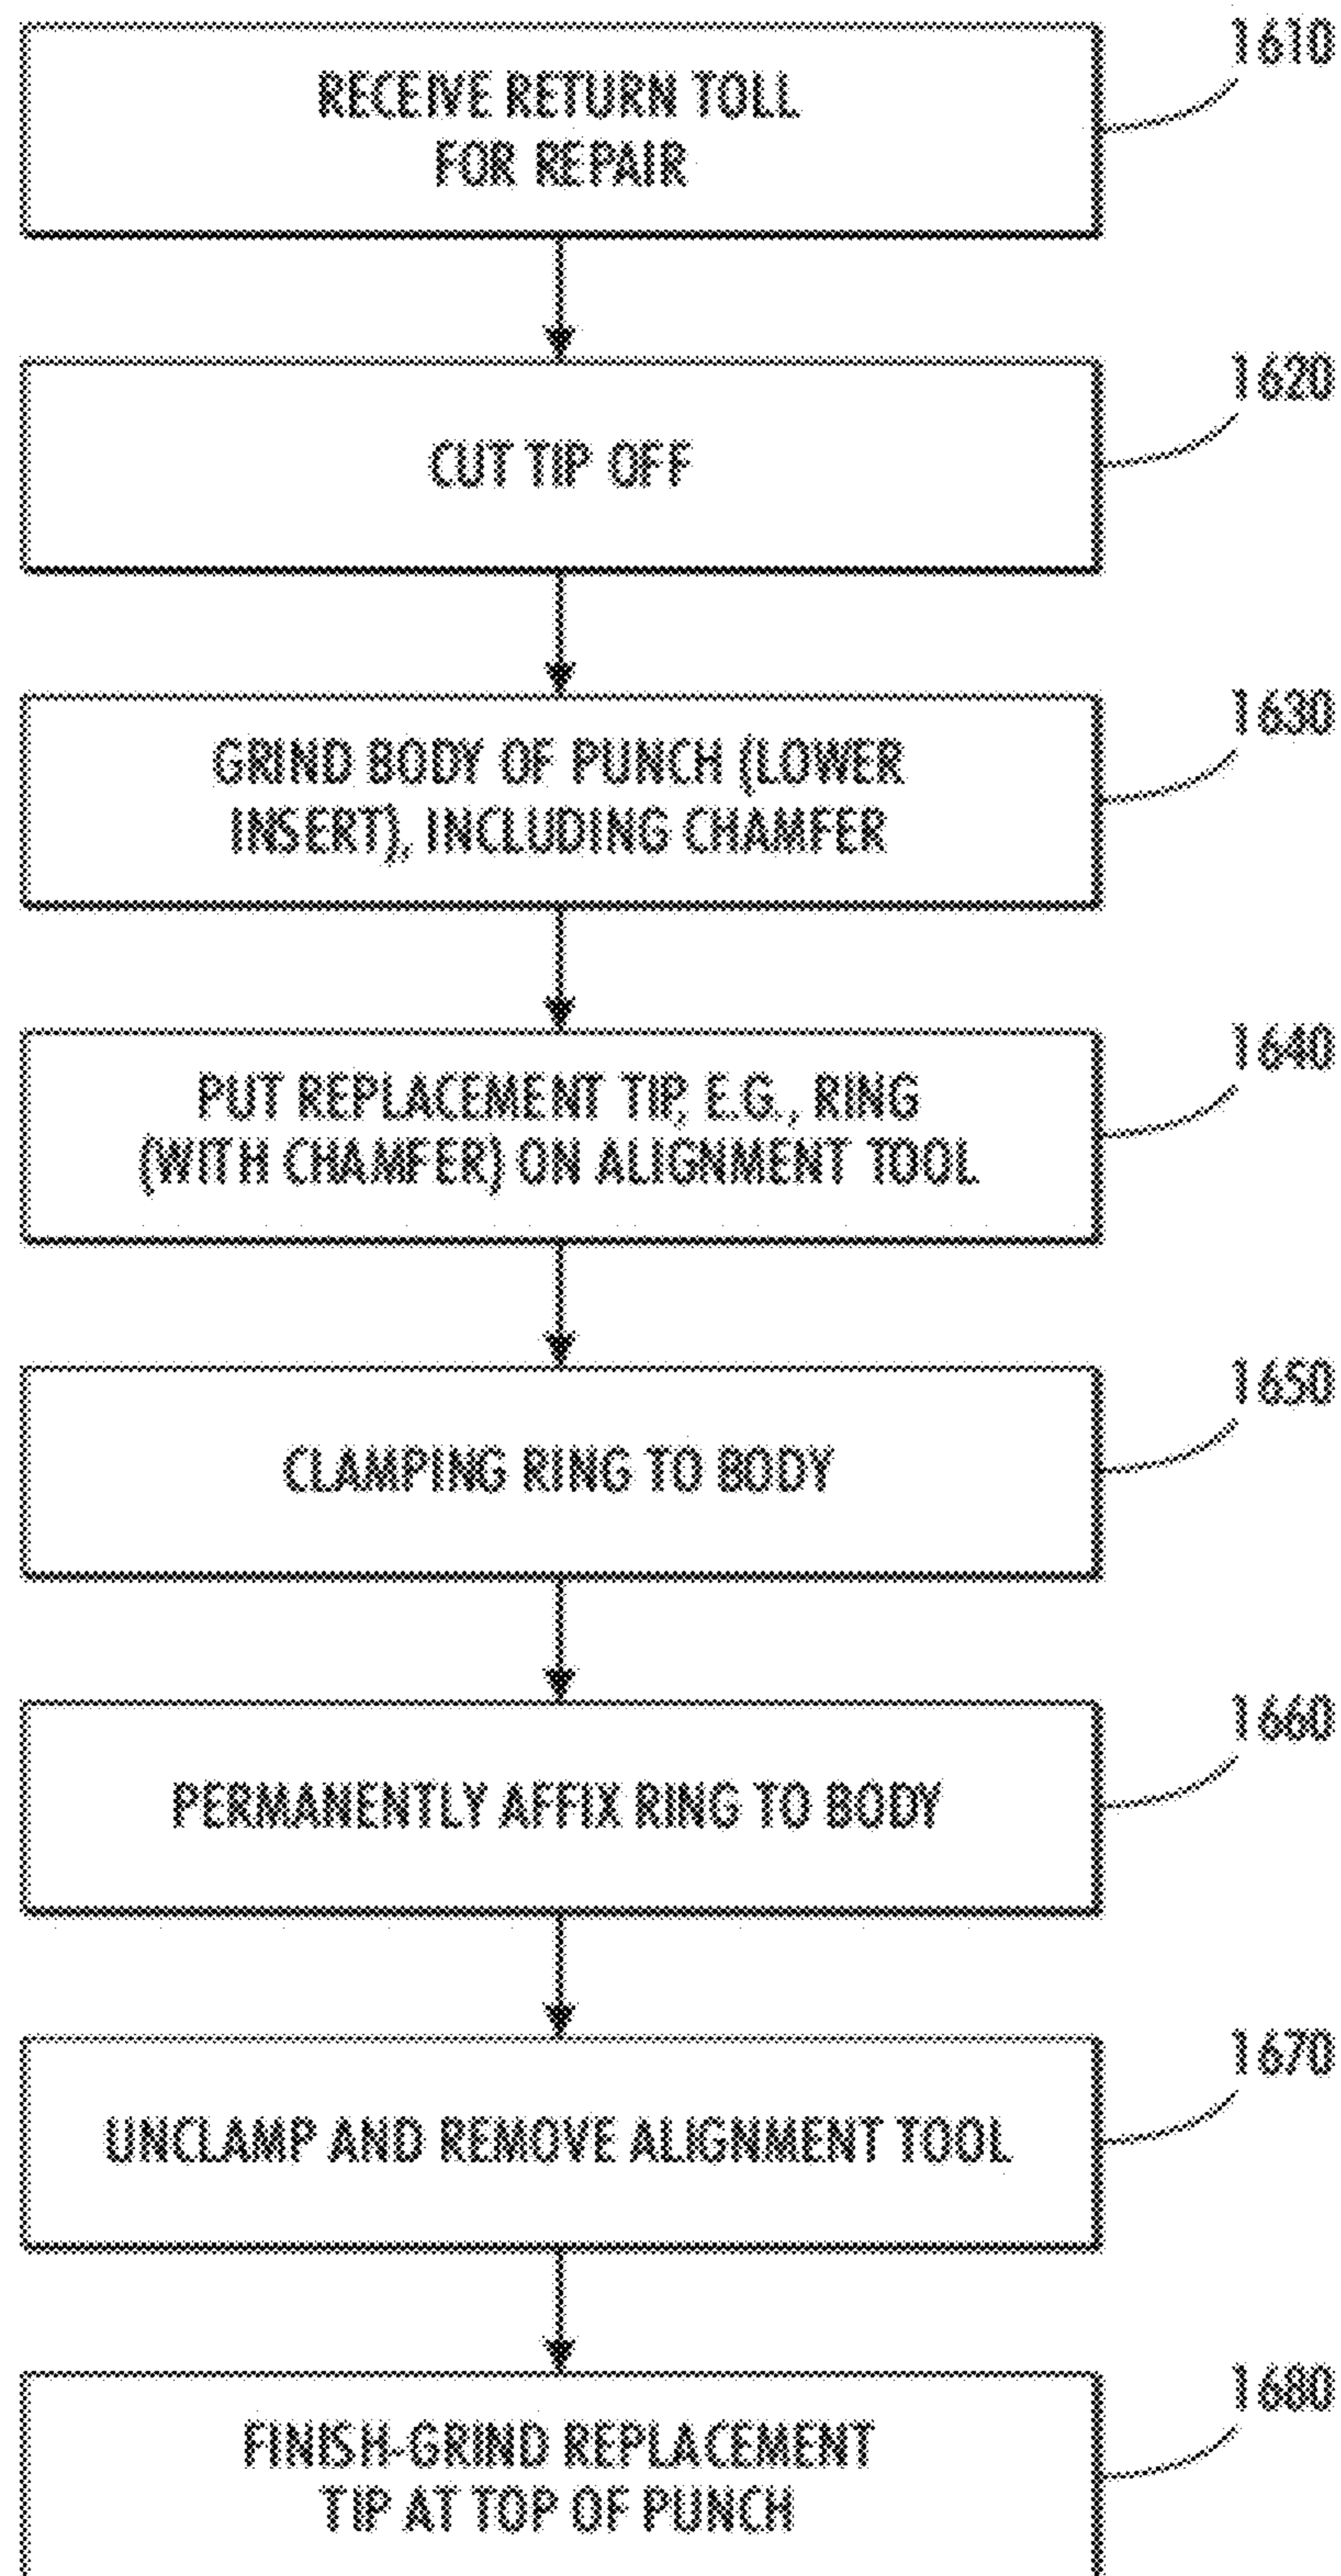 1610
RECEIVE RETURN TOLL
FOR REPAIR
1620
CUT TIP OFF
1630
GRIND BODY OF PUNCH (LOWER
INSERT), INCLUDING CHAMFER
1640
PUT REPLACEMENT TIP, E.G., RING
(WITH CHAMFER) ON ALIGNMENT TOOL
1650
CLAMPING RING TO BODY
1660
PERMANENTLY AFFIX RING TO BODY
1670
UNCLAMP AND REMOVE ALIGNMENT TOOL
1680
FINISH-GRIND REPLACEMENT
TIP AT TOP OF PUNCH